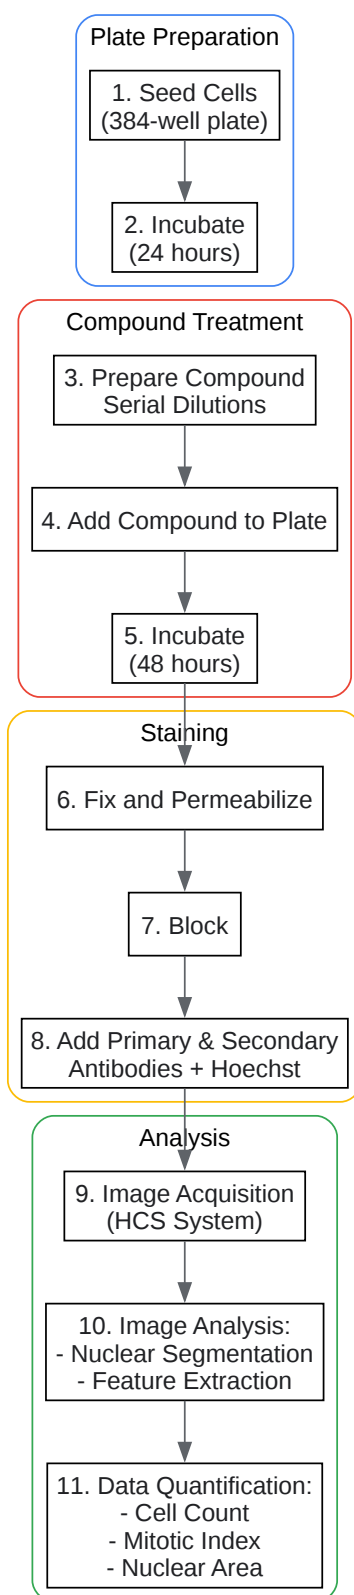 Plate Preparation
1. Seed Cells
(384-well plate)
2. Incubate
(24 hours)
Compound Treatment
3. Prepare Compound
Serial Dilutions
4. Add Compound to Plate
5. Incubate
(48 hours)
Staining
6. Fix and Permeabilize
7. Block
8. Add Primary & Secondary
Antibodies + Hoechst
Analysis
9. Image Acquisition
(HCS System)
10. Image Analysis:
- Nuclear Segmentation
- Feature Extraction
11. Data Quantification:
- Cell Count
- Mitotic Index
- Nuclear Area